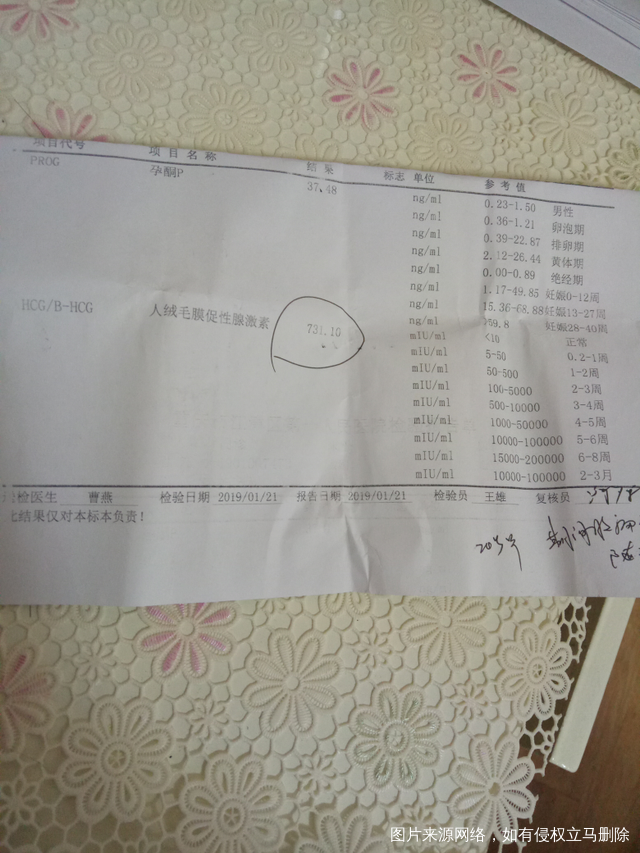 项目代号 项目名称 结果 标志 单位 参考值
PROG 孕酮P 37.48 ng/ml 0.23-1.50 男性
ng/ml 0.36-1.21 卵泡期
ng/ml 0.39-22.87 排卵期
ng/ml 2.12-26.44 黄体期
ng/ml 0.00-0.89 绝经期
ng/ml 1.17-49.85 妊娠0-12周
ng/ml 15.36-68.88 妊娠13-27周
ng/ml >59.8 妊娠28-40周
HCG/B-HCG 人绒毛膜促性腺激素 731.10 mIU/ml <10 正常
mIU/ml 5-50 0.2-1周
mIU/ml 50-500 1-2周
mIU/ml 100-5000 2-3周
mIU/ml 500-10000 3-4周
mIU/ml 1000-50000 4-5周
mIU/ml 10000-100000 5-6周
mIU/ml 15000-200000 6-8周
mIU/ml 10000-100000 2-3月
检医生 曹燕 检验日期 2019/01/21 报告日期 2019/01/21 检验员 王雄 复核员
结果仅对本标本负责！
图片来源网络，如有侵权立马删除